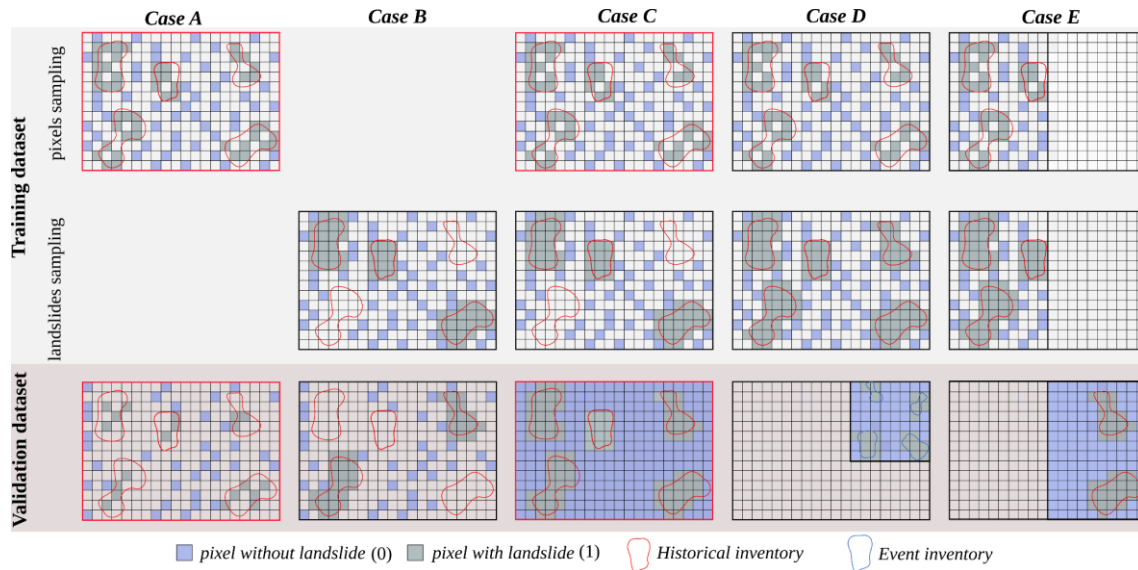 Case A Case B Case C Case D Case E
Training dataset
pixels sampling
landslides sampling
Validation dataset
pixel without landslide (0) pixel with landslide (1) Historical inventory Event inventory